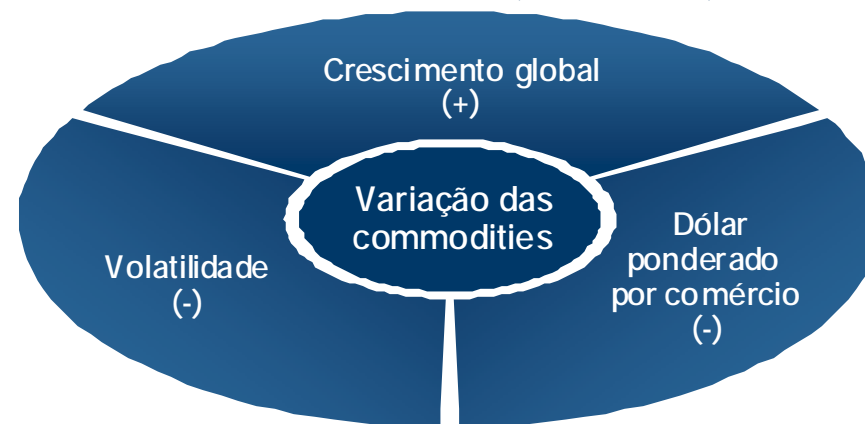 Crescimento global
(+)
Variação das
commodities
Volatilidade
(-)
Dólar
ponderado
por comércio
(-)